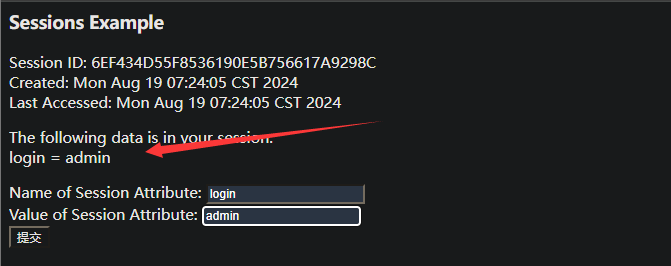 Sessions Example
Session ID: 6EF434D55F8536190E5B756617A9298C
Created: Mon Aug 19 07:24:05 CST 2024
Last Accessed: Mon Aug 19 07:24:05 CST 2024
The following data is in your session:
login = admin
Name of Session Attribute: login
Value of Session Attribute: admin
提交